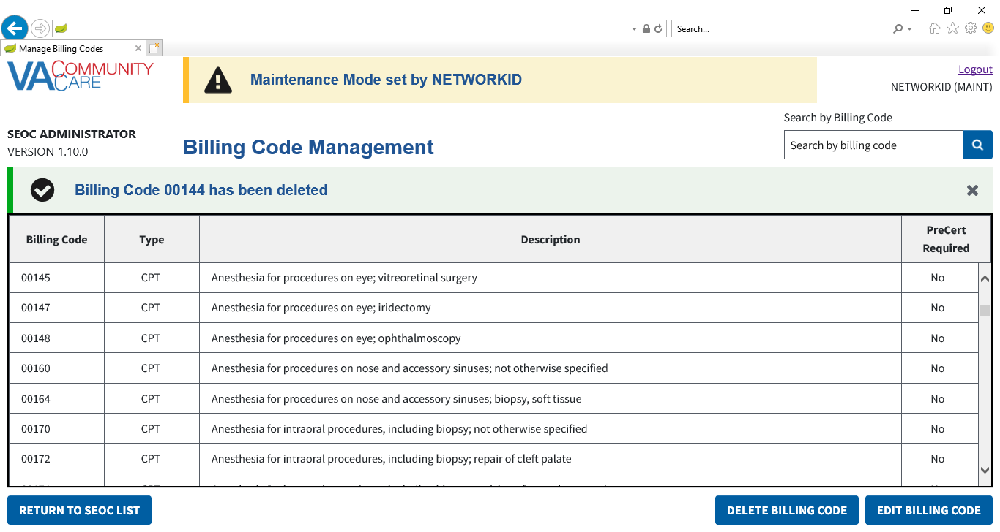 Search...
Manage Billing Codes
VA COMMUNITY CARE
Maintenance Mode set by NETWORKID
Logout
NETWORKID (MAINT)
Search by Billing Code
SEOC ADMINISTRATOR
VERSION 1.10.0
Billing Code Management
Search by billing code
Billing Code 00144 has been deleted
Billing Code Type Description PreCert Required
00145 CPT Anesthesia for procedures on eye; vitreoretinal surgery No
00147 CPT Anesthesia for procedures on eye; iridectomy No
00148 CPT Anesthesia for procedures on eye; ophthalmoscopy No
00160 CPT Anesthesia for procedures on nose and accessory sinuses; not otherwise specified No
00164 CPT Anesthesia for procedures on nose and accessory sinuses; biopsy, soft tissue No
00170 CPT Anesthesia for intraoral procedures, including biopsy; not otherwise specified No
00172 CPT Anesthesia for intraoral procedures, including biopsy; repair of cleft palate No
RETURN TO SEOC LIST DELETE BILLING CODE EDIT BILLING CODE